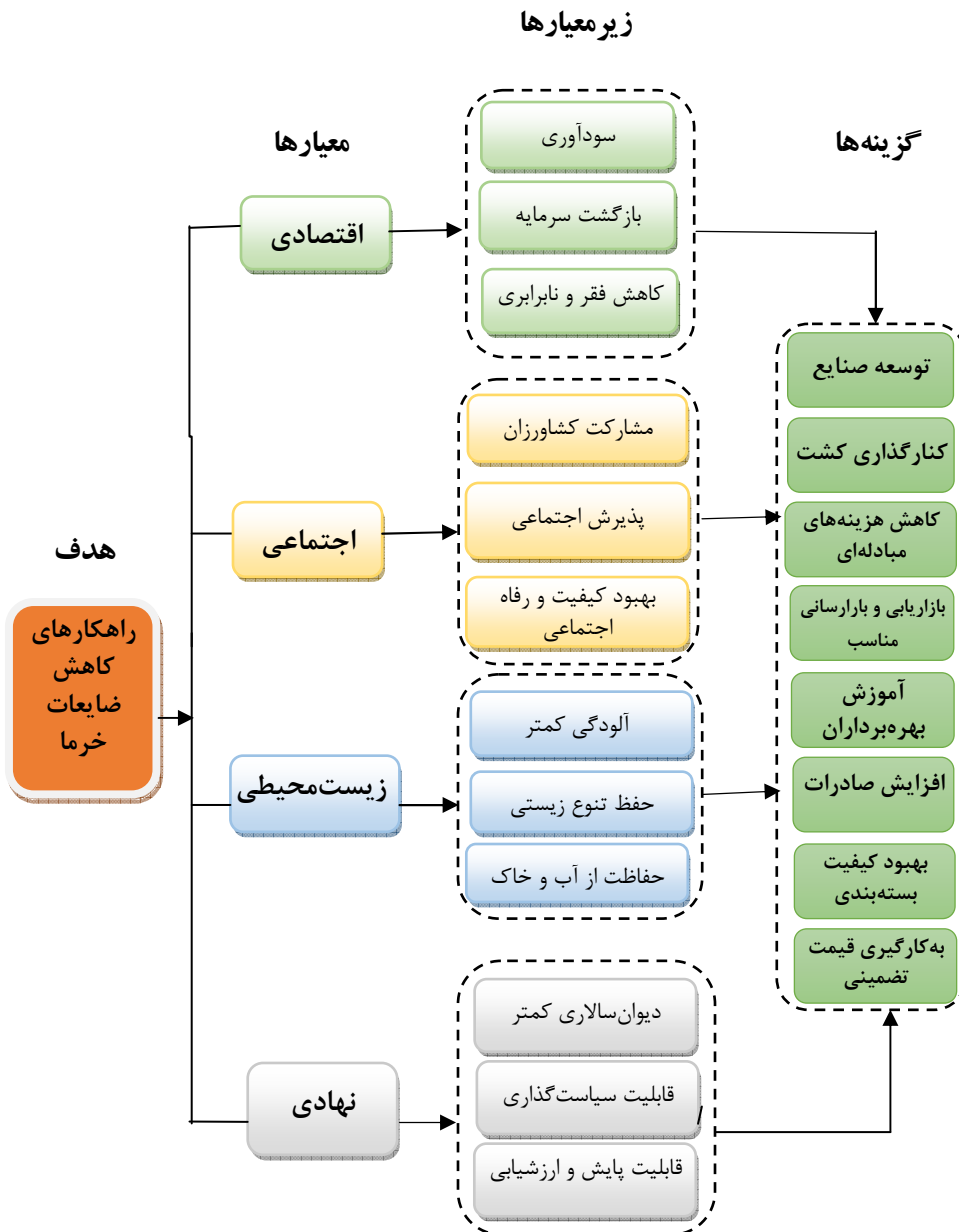 زیرمعیارها
معیارها
گزینه‌ها
هدف
راهکارهای
کاهش
ضایعات
خرما
اقتصادی
سودآوری
بازگشت سرمایه
کاهش فقر و نابرابری
اجتماعی
مشارکت کشاورزان
پذیرش اجتماعی
بهبود کیفیت و رفاه
اجتماعی
زیست‌محیطی
آلودگی کمتر
حفظ تنوع زیستی
حفاظت از آب و خاک
نهادی
دیوان‌سالاری کمتر
قابلیت سیاست‌گذاری
قابلیت پایش و ارزشیابی
توسعه صنایع
کنارگذاری کشت
کاهش هزینه‌های
مبادله‌ای
بازاریابی و بارارسانی
مناسب
آموزش
بهره‌برداران
افزایش صادرات
بهبود کیفیت
بسته‌بندی
به‌کارگیری قیمت
تضمینی